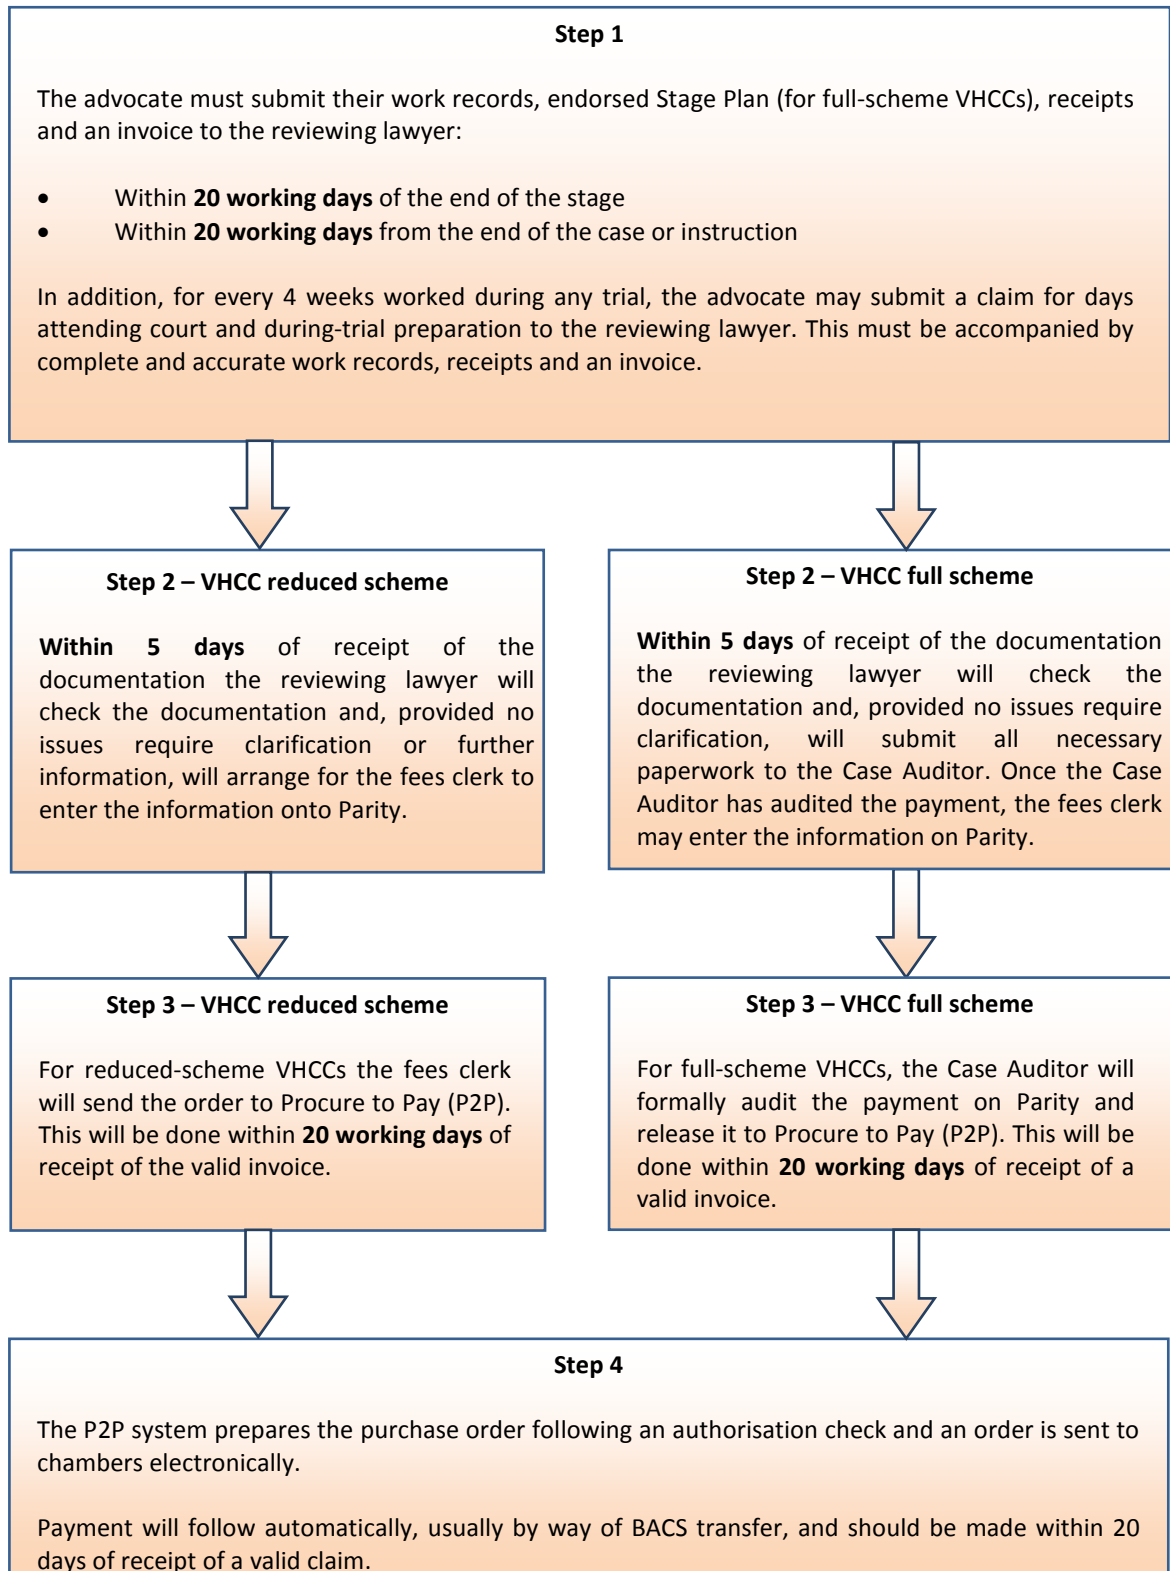 Step 1
The advocate must submit their work records, endorsed Stage Plan (for full-scheme VHCCs), receipts
and an invoice to the reviewing lawyer:
• Within 20 working days of the end of the stage
• Within 20 working days from the end of the case or instruction
In addition, for every 4 weeks worked during any trial, the advocate may submit a claim for days
attending court and during-trial preparation to the reviewing lawyer. This must be accompanied by
complete and accurate work records, receipts and an invoice.
Step 2 – VHCC reduced scheme
Within 5 days of receipt of the
documentation the reviewing lawyer will
check the documentation and, provided no
issues require clarification or further
information, will arrange for the fees clerk to
enter the information onto Parity.
Step 2 – VHCC full scheme
Within 5 days of receipt of the documentation
the reviewing lawyer will check the
documentation and, provided no issues require
clarification, will submit all necessary
paperwork to the Case Auditor. Once the Case
Auditor has audited the payment, the fees clerk
may enter the information on Parity.
Step 3 – VHCC reduced scheme
For reduced-scheme VHCCs the fees clerk
will send the order to Procure to Pay (P2P).
This will be done within 20 working days of
receipt of the valid invoice.
Step 3 – VHCC full scheme
For full-scheme VHCCs, the Case Auditor will
formally audit the payment on Parity and
release it to Procure to Pay (P2P). This will be
done within 20 working days of receipt of a
valid invoice.
Step 4
The P2P system prepares the purchase order following an authorisation check and an order is sent to
chambers electronically.
Payment will follow automatically, usually by way of BACS transfer, and should be made within 20
days of receipt of a valid claim.